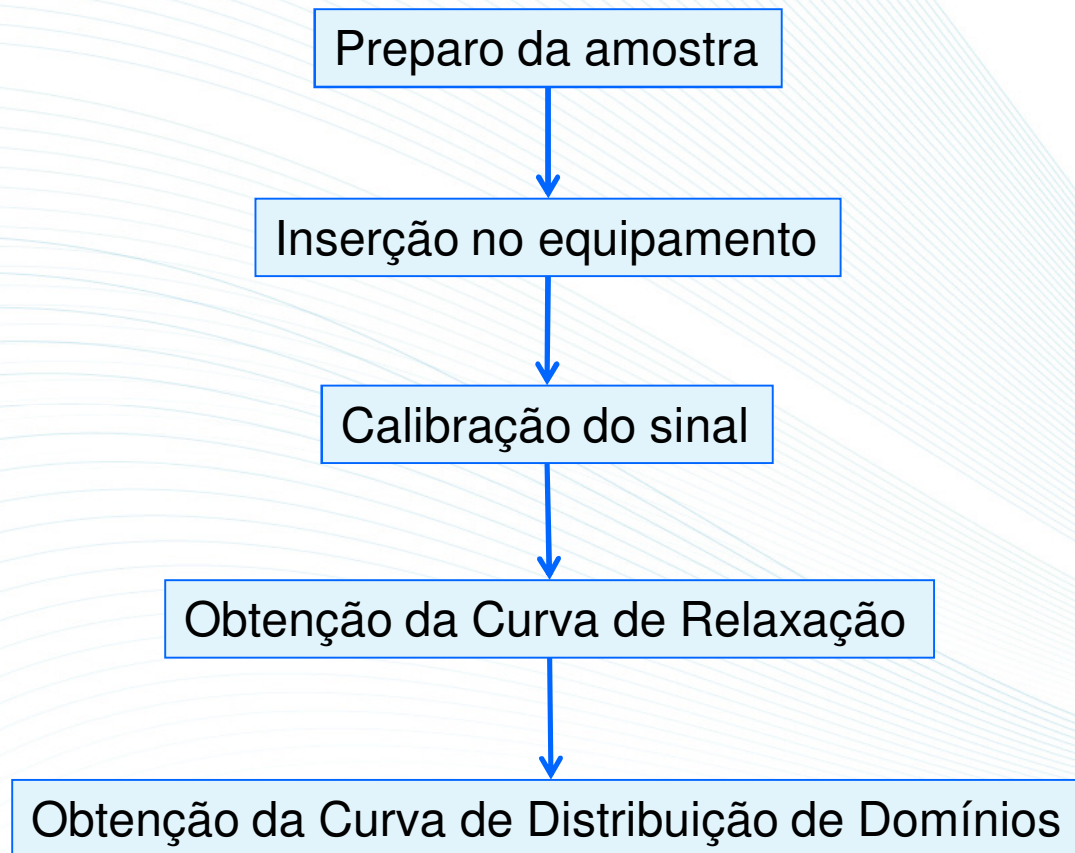 Preparo da amostra
Inserção no equipamento
Calibração do sinal
Obtenção da Curva de Relaxação
Obtenção da Curva de Distribuição de Domínios